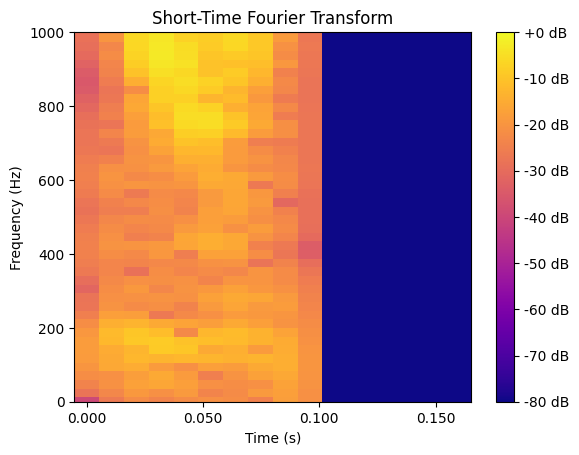 Short-Time Fourier Transform
1000
800
600
400
200
0
Frequency (Hz)
0.000
0.050
0.100
0.150
Time (s)
+0 dB
-10 dB
-20 dB
-30 dB
-40 dB
-50 dB
-60 dB
-70 dB
-80 dB